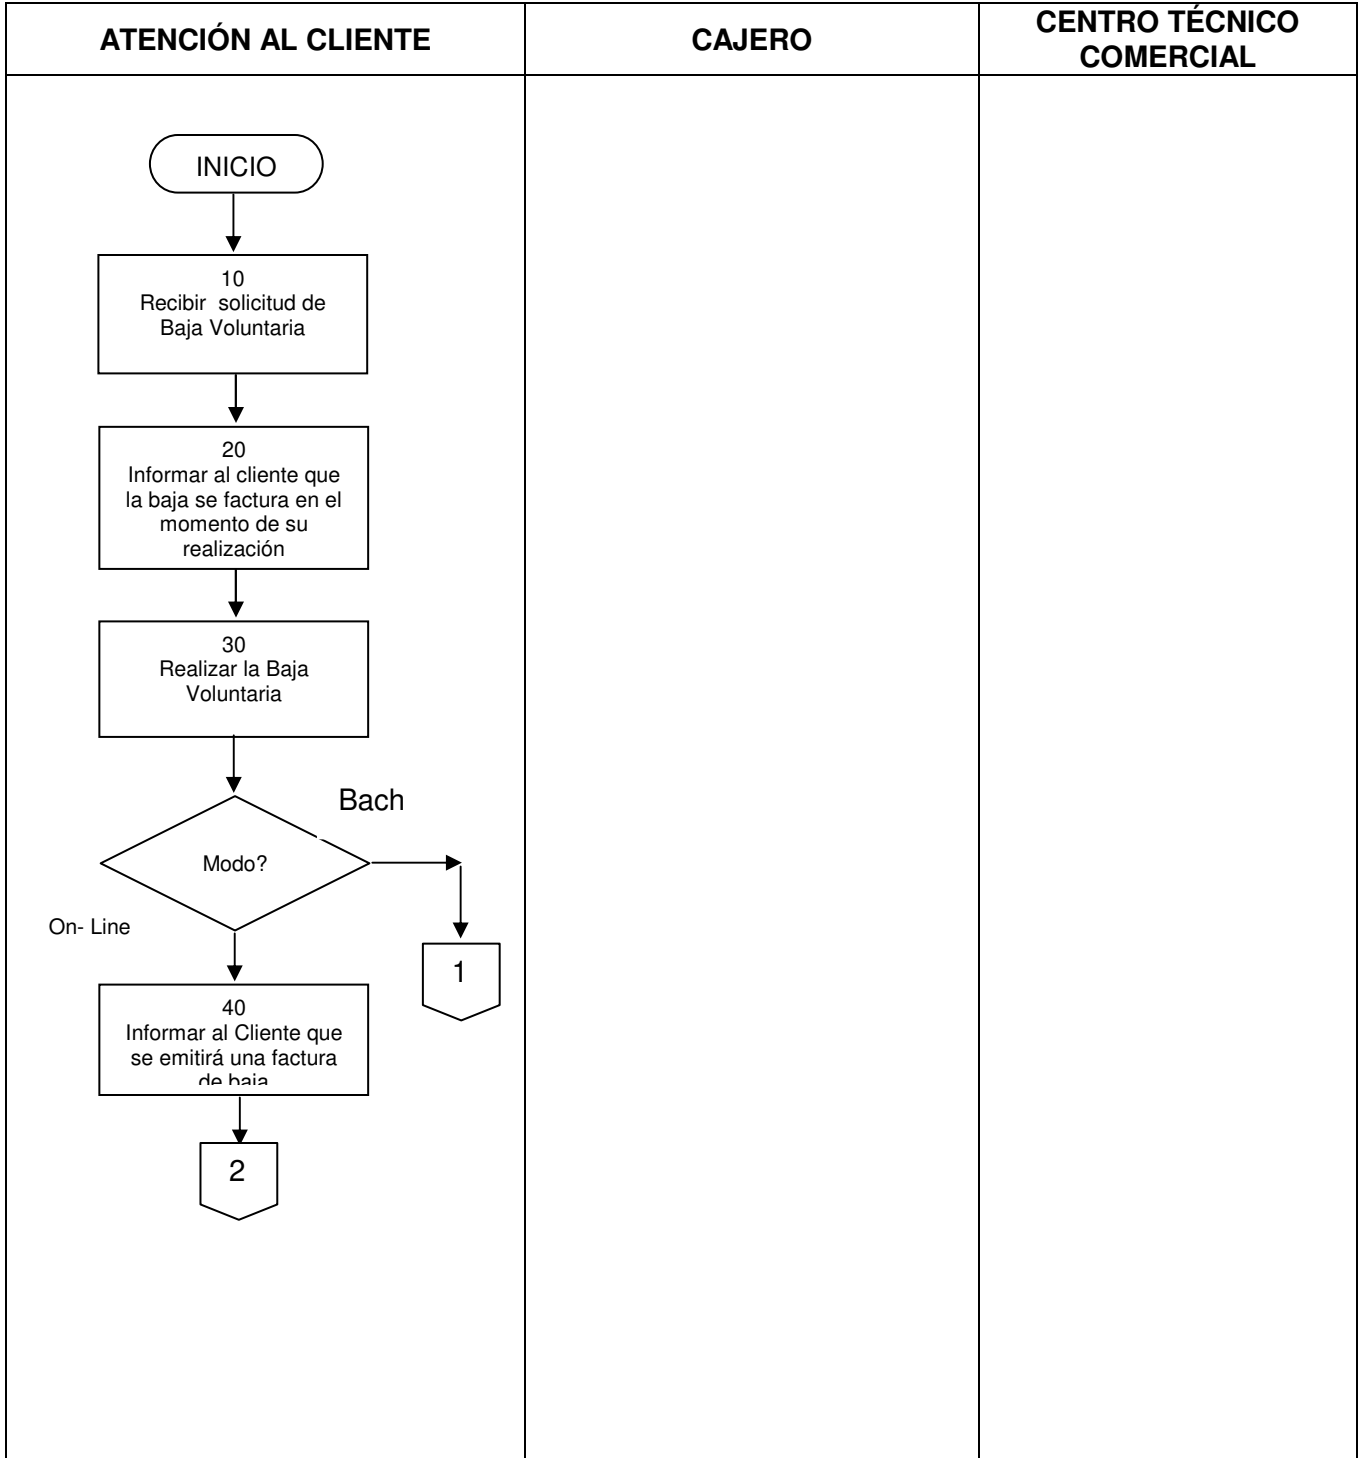 ATENCIÓN AL CLIENTE
CAJERO
CENTRO TÉCNICO
COMERCIAL
INICIO
10
Recibir solicitud de
Baja Voluntaria
20
Informar al cliente que
la baja se factura en el
momento de su
realización
30
Realizar la Baja
Voluntaria
Bach
Modo?
On- Line
1
40
Informar al Cliente que
se emitirá una factura
de baja
2